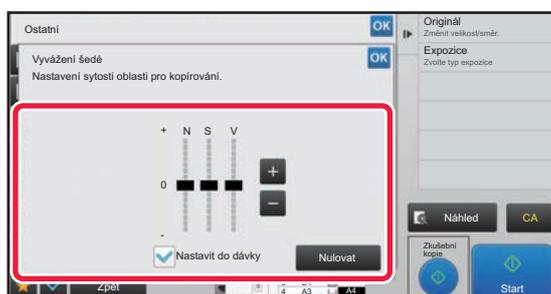 Ostatní
OK
Vyvážení šedé
OK
Nastavení sytosti oblasti pro kopírování.
+ N S V
0
-
+
−
Nastavit do dávky
Nulovat
Zpět
4 A3 A4
Originál
Změnit velikost/směr.
Expozice
Zvolte typ expozice
Náhled
CA
Zkušební
kopie
Start